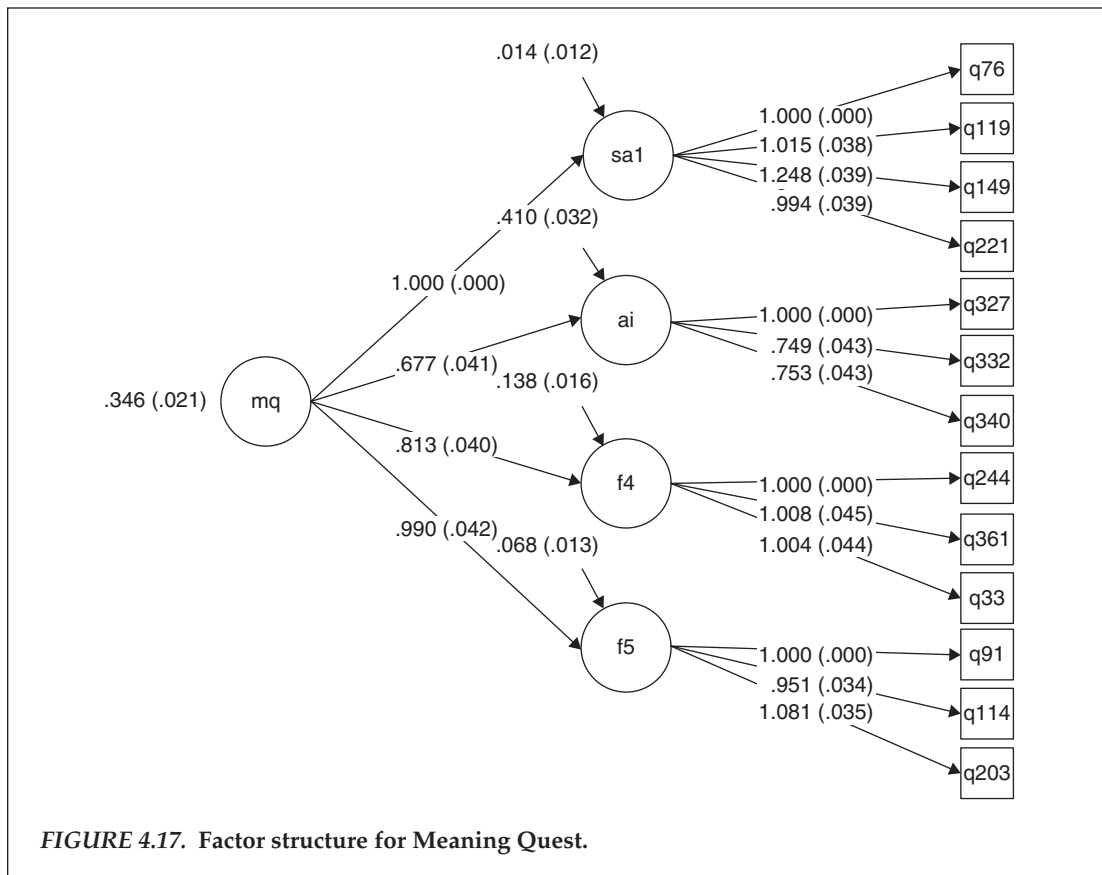 .014 (.012)
q76
1.000 (.000)
q119
sa1
1.015 (.038)
1.248 (.039)
q149
.994 (.039)
.410 (.032)
q221
1.000 (.000)
q327
1.000 (.000)
ai
.749 (.043)
q332
.677 (.041)
.753 (.043)
.138 (.016)
.346 (.021)
mq
q340
.813 (.040)
q244
f4
1.000 (.000)
1.008 (.045)
.990 (.042)
q361
.068 (.013)
1.004 (.044)
q33
f5
1.000 (.000)
q91
.951 (.034)
1.081 (.035)
q114
q203
FIGURE 4.17. Factor structure for Meaning Quest.